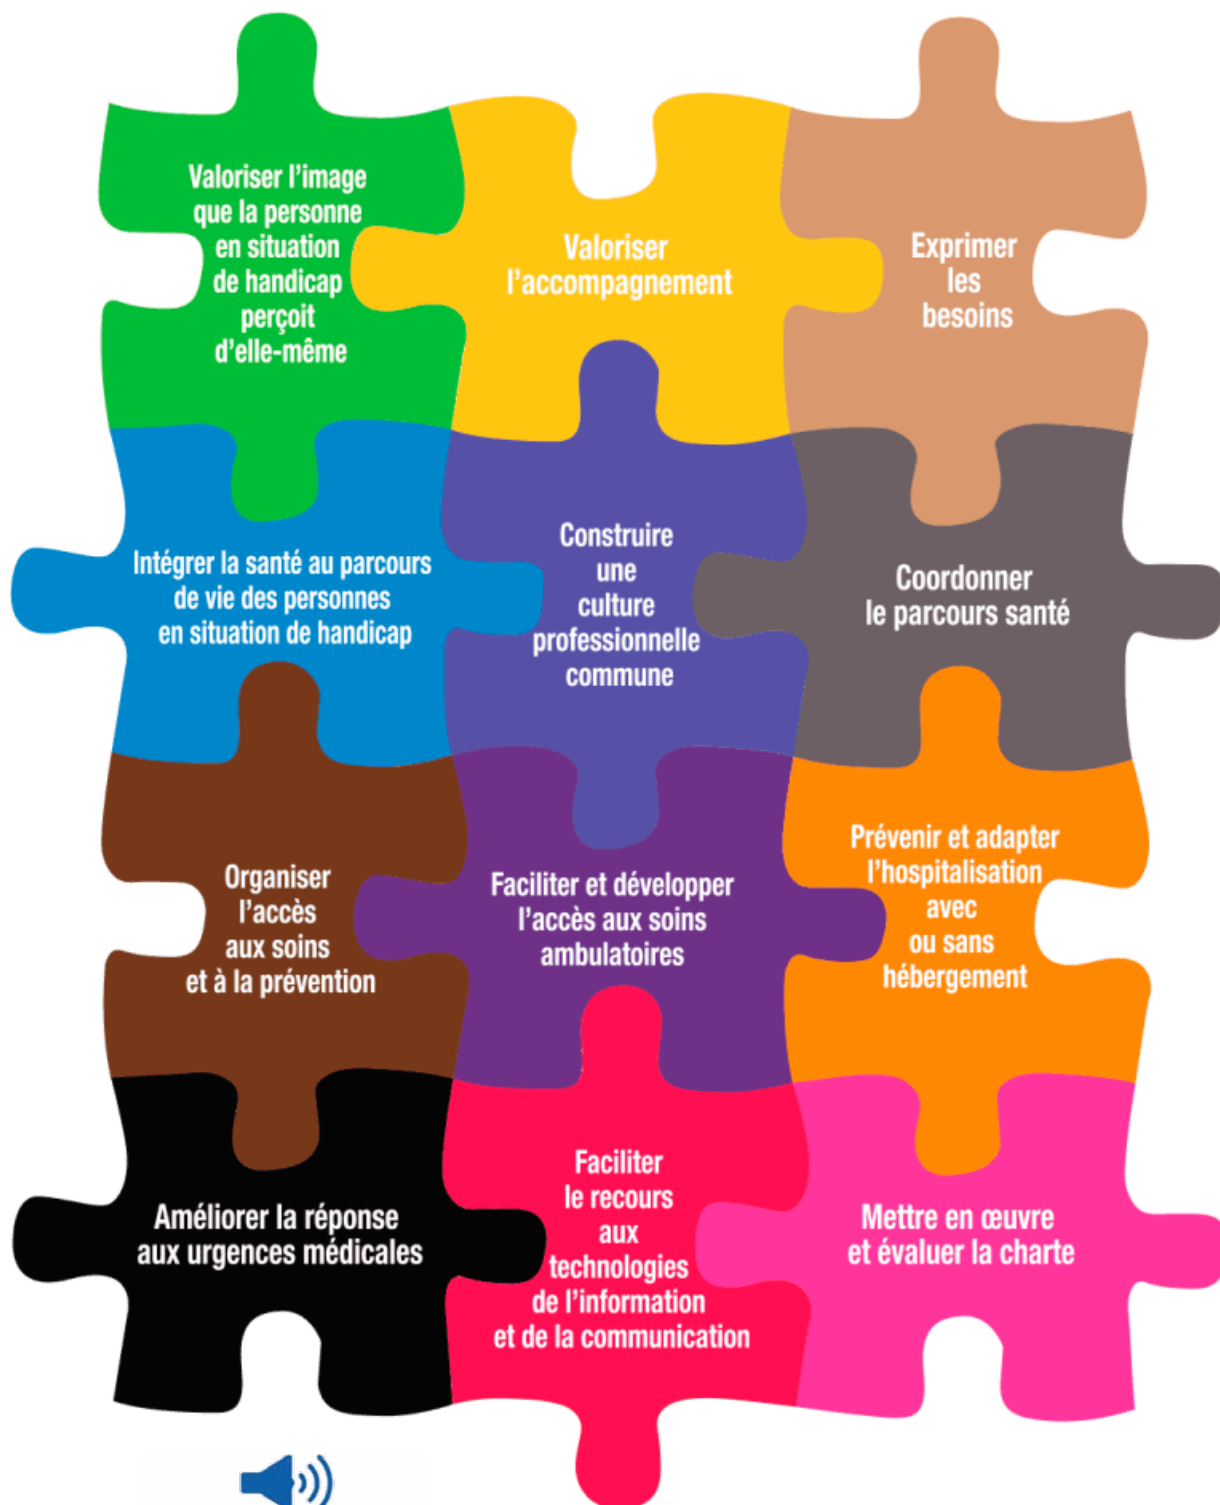 Valoriser l'image
que la personne
en situation
de handicap
perçoit
d'elle-même
Valoriser
l'accompagnement
Exprimer
les
besoins
Intégrer la santé au parcours
de vie des personnes
en situation de handicap
Construire
une
culture
professionnelle
commune
Coordonner
le parcours santé
Organiser
l'accès
aux soins
et à la prévention
Faciliter et développer
l'accès aux soins
ambulatoires
Prévenir et adapter
l'hospitalisation
avec
ou sans
hébergement
Améliorer la réponse
aux urgences médicales
Faciliter
le recours
aux
technologies
de l'information
et de la communication
Mettre en œuvre
et évaluer la charte